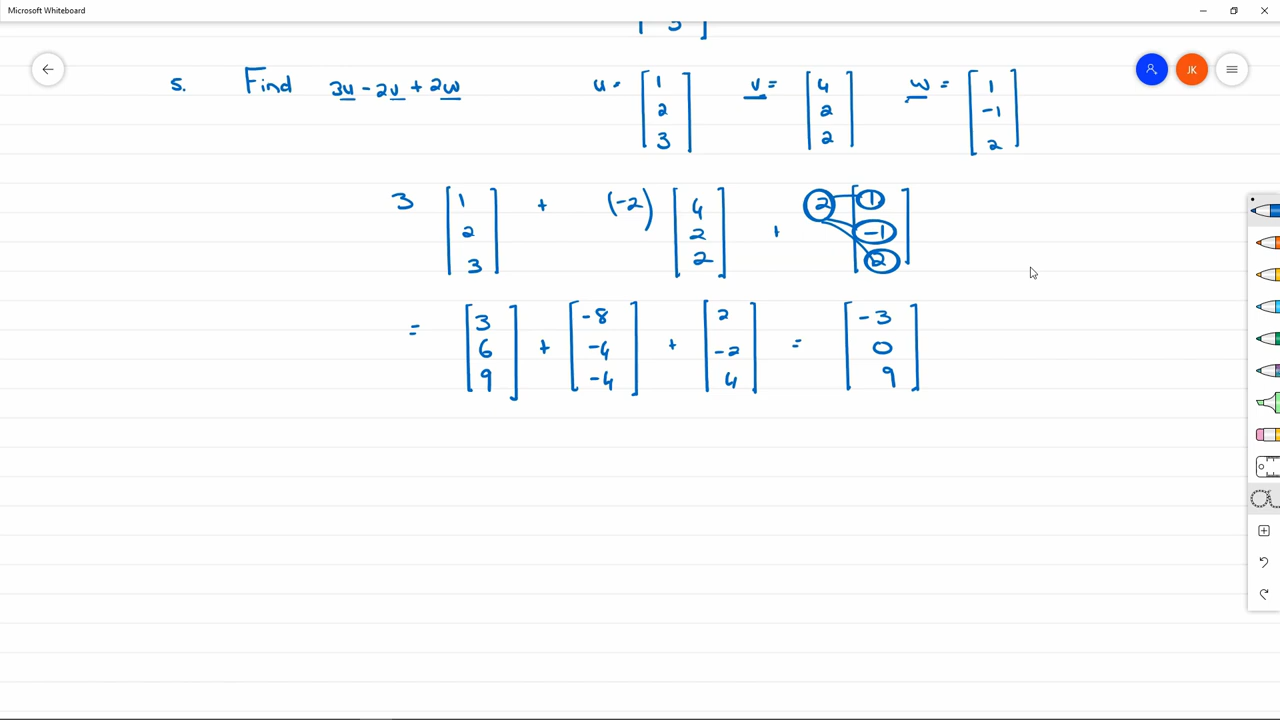 Microsoft Whiteboard
3
JK
5. Find 3u - 2v + 2w u = [1 2 3] v = [4 2 2] w = [1 -1 2]
3 [1 2 3] + (-2) [4 2 2] + 2 [1 -1 2]
= [3 6 9] + [-8 -4 -4] + [2 -2 4] = [-3 0 9]